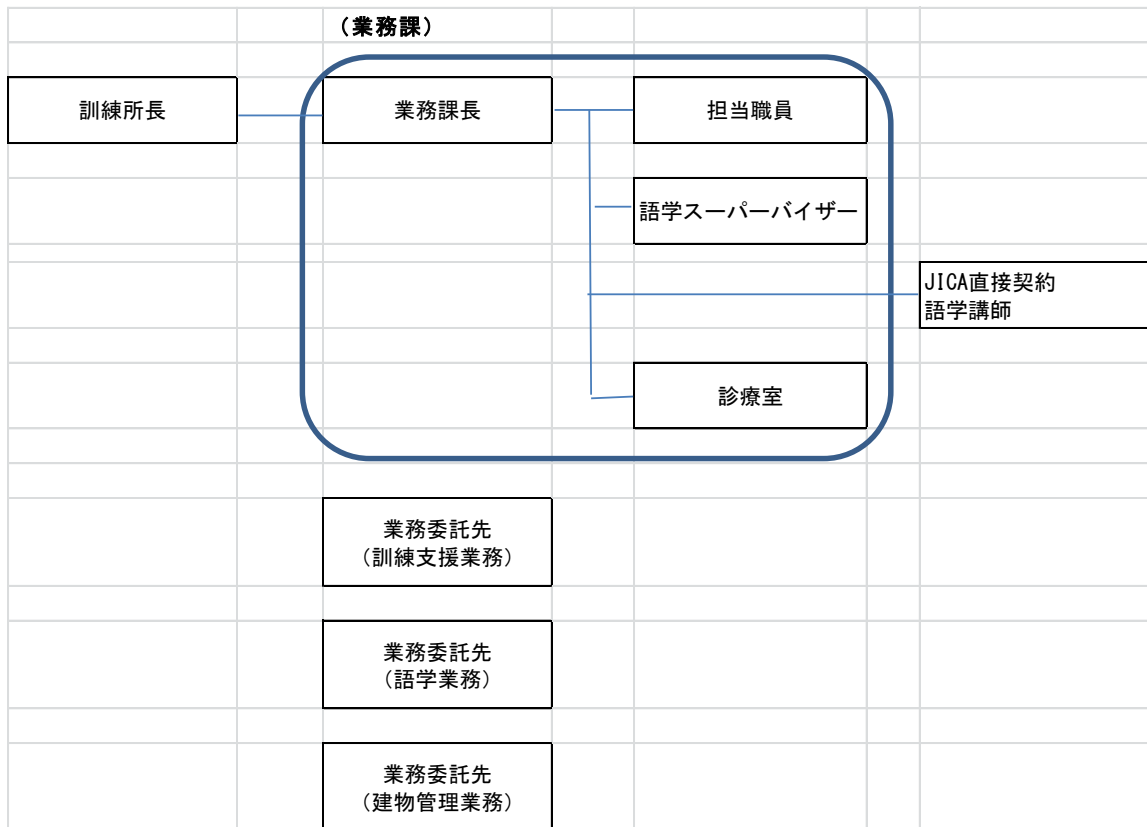 （業務課）
訓練所長
業務課長
担当職員
語学スーパーバイザー
JICA直接契約
語学講師
診療室
業務委託先
（訓練支援業務）
業務委託先
（語学業務）
業務委託先
（建物管理業務）